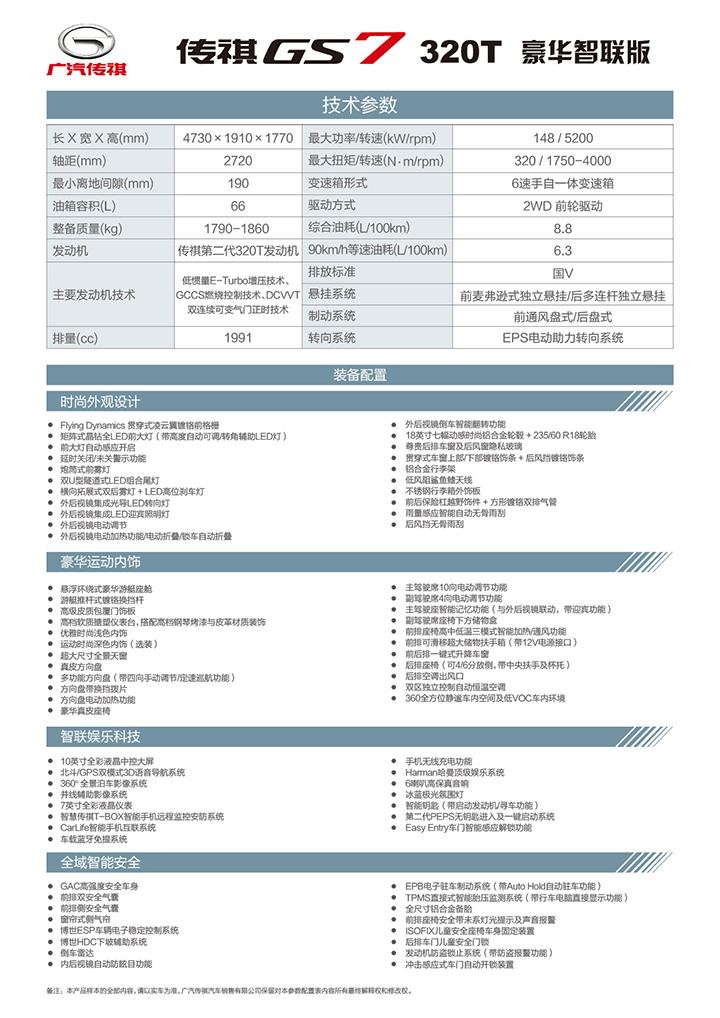 广汽传祺
传祺GS7 320T 豪华智联版
技术参数
长 X 宽 X 高(mm) 4730×1910×1770 最大功率/转速(kW/rpm) 148 / 5200
轴距(mm) 2720 最大扭矩/转速(N·m/rpm) 320 / 1750-4000
最小离地间隙(mm) 190 变速箱形式 6速手自一体变速箱
油箱容积(L) 66 驱动方式 2WD 前轮驱动
整备质量(kg) 1790-1860 综合油耗(L/100km) 8.8
发动机 传祺第二代320T发动机 90km/h等速油耗(L/100km) 6.3
主要发动机技术 低惯量E-Turbo增压技术、
GCCS燃烧控制技术、DCVVT
双连续可变气门正时技术
排放标准 国V
悬挂系统 前麦弗逊式独立悬挂/后多连杆独立悬挂
制动系统 前通风盘式/后盘式
排量(cc) 1991 转向系统 EPS电动助力转向系统
装备配置
时尚外观设计
● Flying Dynamics 贯穿式凌云翼镀铬前格栅
● 矩阵式晶钻全LED前大灯（带高度自动可调/转角辅助LED灯）
● 前大灯自动感应开启
● 延时关闭/未关警示功能
● 炮筒式前雾灯
● 双U型隧道式LED组合尾灯
● 横向拓展式双后雾灯 + LED高位刹车灯
● 外后视镜集成光导LED转向灯
● 外后视镜集成LED迎宾照明灯
● 外后视镜电动调节
● 外后视镜电动加热功能/电动折叠/锁车自动折叠
● 外后视镜倒车智能翻转功能
● 18英寸七幅动感时尚铝合金轮毂 + 235/60 R18轮胎
● 尊贵后排车窗及后风窗隐私玻璃
● 贯穿式车窗上部/下部镀铬饰条 + 后风挡镀铬饰条
● 铝合金行李架
● 低风阻鲨鱼鳍天线
● 不锈钢行李箱外饰板
● 前后保险杠越野饰件 + 方形镀铬双排气管
● 雨量感应智能自动无骨雨刮
● 后风挡无骨雨刮
豪华运动内饰
● 悬浮环绕式豪华游艇座舱
● 游艇推杆式镀铬换挡杆
● 高级皮质包覆门饰板
● 高档软质搪塑仪表台，搭配高档钢琴烤漆与皮革材质装饰
● 优雅时尚浅色内饰
● 运动时尚深色内饰（选装）
● 超大尺寸全景天窗
● 真皮方向盘
● 多功能方向盘（带四向手动调节/定速巡航功能）
● 方向盘带换挡拨片
● 方向盘电动加热功能
● 豪华真皮座椅
● 主驾驶席10向电动调节功能
● 副驾驶席4向电动调节功能
● 主驾驶座智能记忆功能（与外后视镜联动，带迎宾功能）
● 副驾驶席座椅下方储物盒
● 前排座椅高中低温三模式智能加热/通风功能
● 前排可滑移超大储物扶手箱（带12V电源接口）
● 前后排一键式升降车窗
● 后排座椅（可4/6分放倒，带中央扶手及杯托）
● 后排空调出风口
● 双区独立控制自动恒温空调
● 360全方位静谧车内空间及低VOC车内环境
智联娱乐科技
● 10英寸全彩液晶中控大屏
● 北斗/GPS双模式3D语音导航系统
● 360° 全景泊车影像系统
● 并线辅助影像系统
● 7英寸全彩液晶仪表
● 智慧传祺T-BOX智能手机远程监控安防系统
● CarLife智能手机互联系统
● 车载蓝牙免提系统
● 手机无线充电功能
● Harman哈曼顶级娱乐系统
● 6喇叭高保真音响
● 冰蓝极光氛围灯
● 智能钥匙（带启动发动机/寻车功能）
● 第二代PEPS无钥匙进入及一键启动系统
● Easy Entry车门智能感应解锁功能
全域智能安全
● GAC高强度安全车身
● 前排双安全气囊
● 前排侧安全气囊
● 窗帘式侧气帘
● 博世ESP车辆电子稳定控制系统
● 博世HDC下坡辅助系统
● 倒车雷达
● 内后视镜自动防眩目功能
● EPB电子驻车制动系统（带Auto Hold自动驻车功能）
● TPMS直接式智能胎压监测系统（带行车电脑直接显示功能）
● 全尺寸铝合金备胎
● 前排座椅安全带未系灯光提示及声音报警
● ISOFIX儿童安全座椅车身固定装置
● 后排车门儿童安全门锁
● 发动机防盗锁止系统（带防盗报警功能）
● 冲击感应式车门自动开锁装置
备注：本产品样本的全部内容，请以实车为准。广汽传祺汽车销售有限公司保留对本参数配置表内容所有最终解释权和修改权。